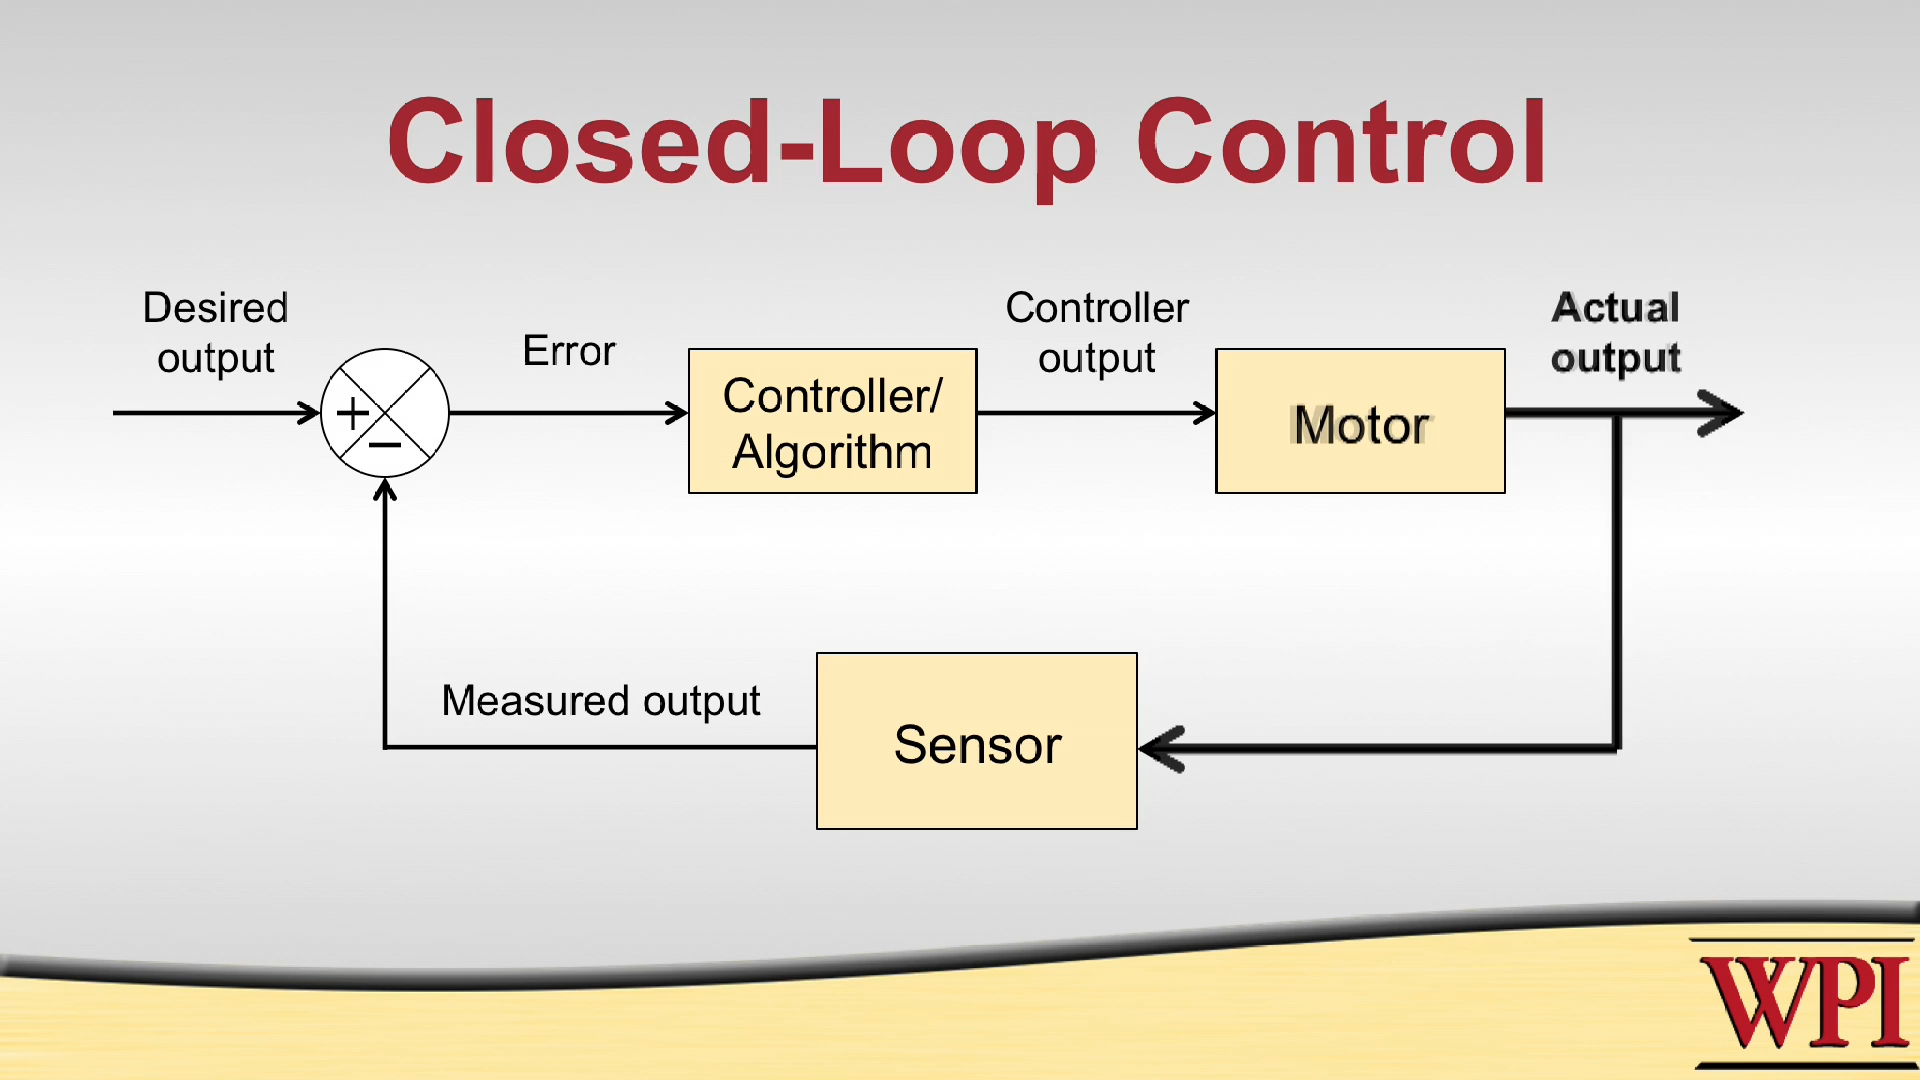 Closed-Loop Control
Desired
output
Error
Controller/
Algorithm
Controller
output
Motor
Actual
output
+
−
Measured output
Sensor
WPI